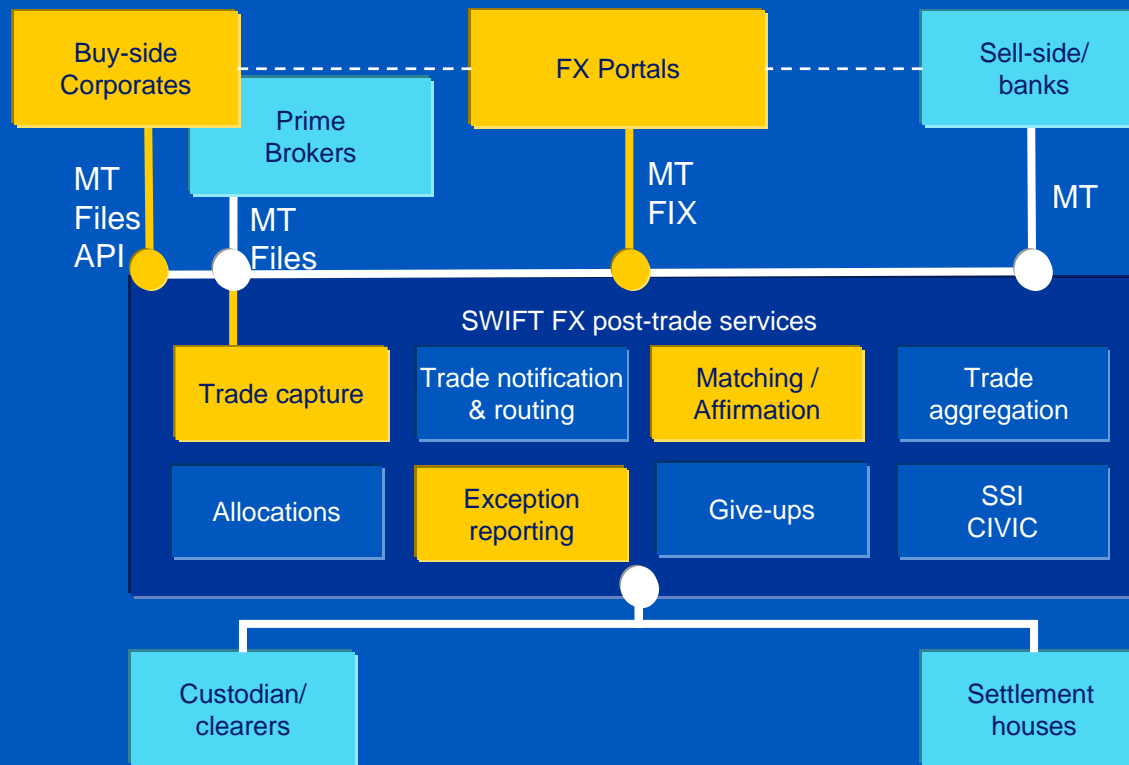 Buy-side
Corporates
FX Portals
Sell-side/
banks
Prime
Brokers
MT
Files
API
MT
Files
MT
FIX
MT
SWIFT FX post-trade services
Trade capture
Trade notification
& routing
Matching /
Affirmation
Trade
aggregation
Allocations
Exception
reporting
Give-ups
SSI
CIVIC
Custodian/
clearers
Settlement
houses